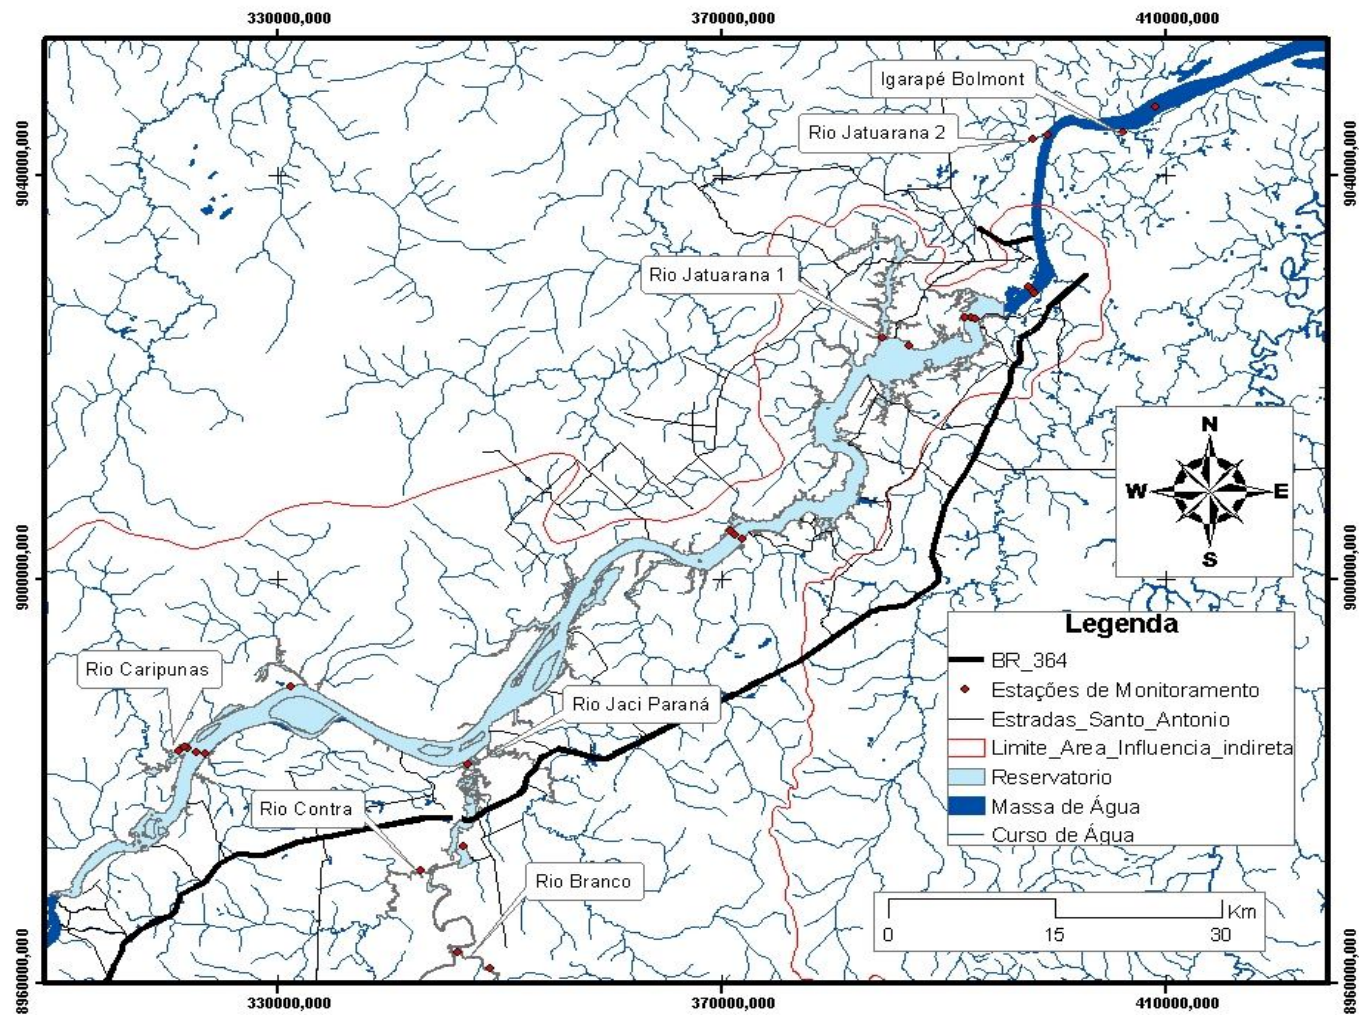 330000,000
370000,000
410000,000
Igarapé Bolmont
Rio Jatuarana 2
9040000,000
9040000,000
Rio Jatuarana 1
N
W
E
S
9000000,000
9000000,000
Legenda
BR_364
Estações de Monitoramento
Estradas_Santo_Antonio
Limite_Area_Influencia_indireta
Reservatorio
Massa de Água
Curso de Água
Rio Caripunas
Rio Jaci Paraná
Rio Contra
Rio Branco
Km
0
15
30
8960000,000
8960000,000
330000,000
370000,000
410000,000